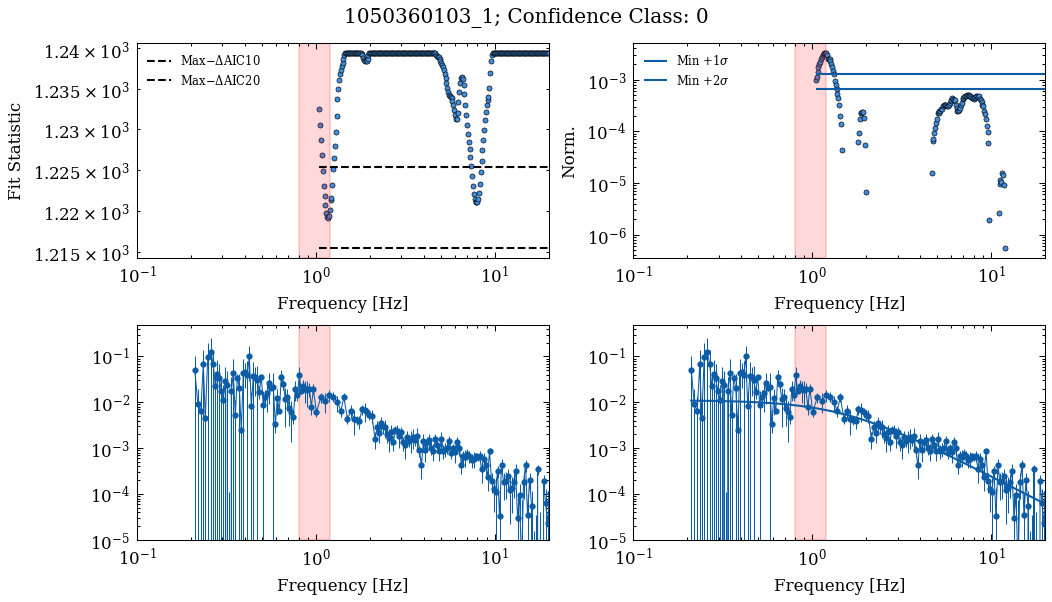 1050360103_1; Confidence Class: 0
Fit Statistic
1.24 × 10³
1.235 × 10³
1.23 × 10³
1.225 × 10³
1.22 × 10³
1.215 × 10³
Max−ΔAIC10
Max−ΔAIC20
10⁻¹ 10⁰ 10¹
Frequency [Hz]
Norm.
10⁻³
10⁻⁴
10⁻⁵
10⁻⁶
Min +1σ
Min +2σ
10⁻¹ 10⁰ 10¹
Frequency [Hz]
10⁻¹
10⁻²
10⁻³
10⁻⁴
10⁻⁵
10⁻¹ 10⁰ 10¹
Frequency [Hz]
10⁻¹
10⁻²
10⁻³
10⁻⁴
10⁻⁵
10⁻¹ 10⁰ 10¹
Frequency [Hz]